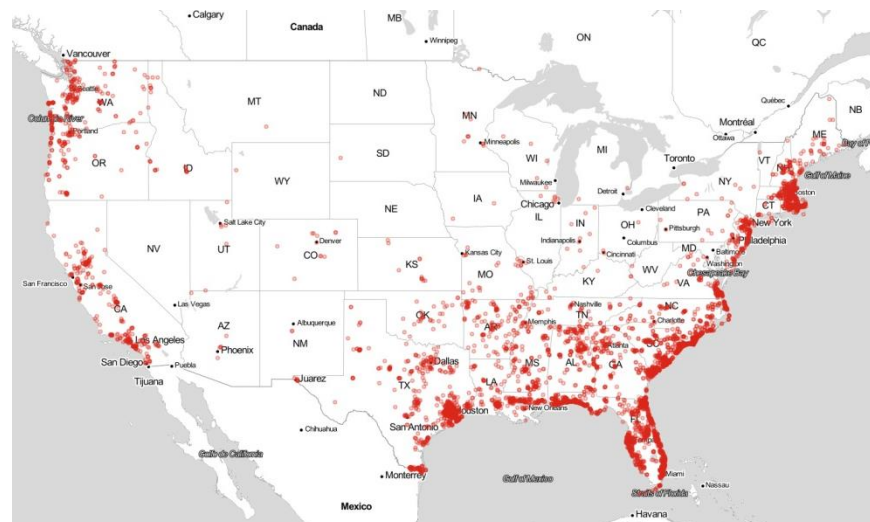 Calgary
Canada
MB
Winnipeg
ON
QC
Vancouver
Québec
NB
Seattle
WA
MT
ND
MN
Montréal
Ottawa
ME
Columbia River
Portland
Minneapolis
WI
MI
Toronto
VT
Gulf of Maine
OR
ID
SD
Milwaukee
NY
WY
Detroit
CT
IA
Chicago
Cleveland
PA
New York
NE
IL
IN
OH
Pittsburgh
Philadelphia
Salt Lake City
NV
UT
Denver
CO
Indianapolis
Columbus
MD
Baltimore
Washington
Kansas City
KS
MO
St. Louis
Cincinnati
WV
Chesapeake Bay
VA
San Francisco
San Jose
KY
CA
Las Vegas
Nashville
NC
TN
AZ
Albuquerque
OK
AR
Memphis
Charlotte
Los Angeles
NM
Phoenix
Atlanta
San Diego
Puebla
Dallas
MS
AL
GA
Tijuana
Juarez
TX
LA
New Orleans
San Antonio
FL
Chihuahua
Golfo de California
Monterrey
Gulf of Mexico
Miami
Nassau
Mexico
Straits of Florida
Havana